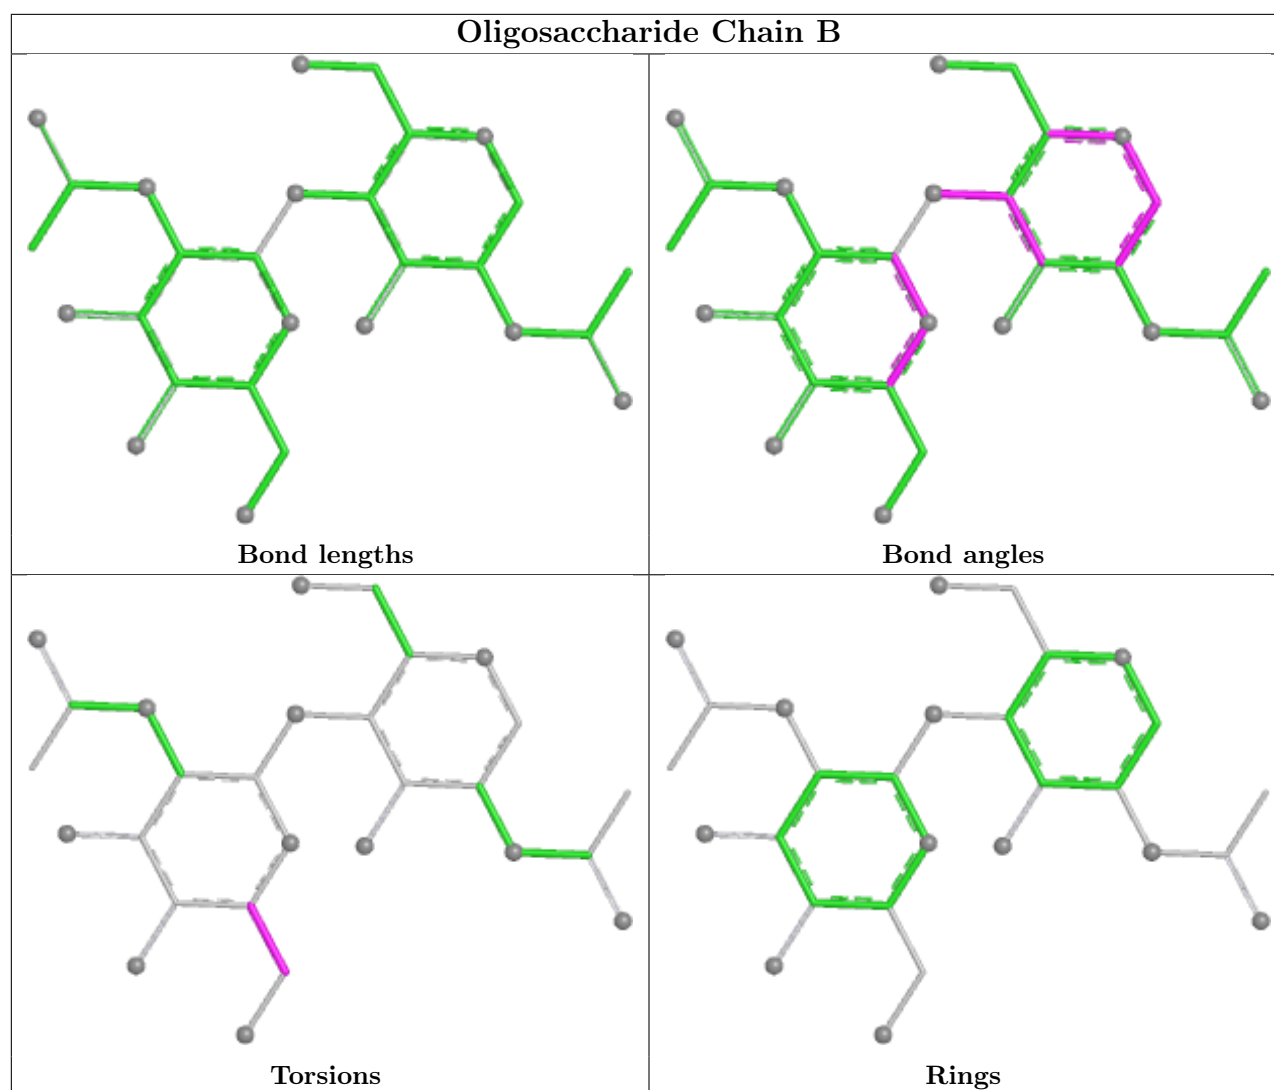 Oligosaccharide Chain B
Bond lengths
Bond angles
Torsions
Rings